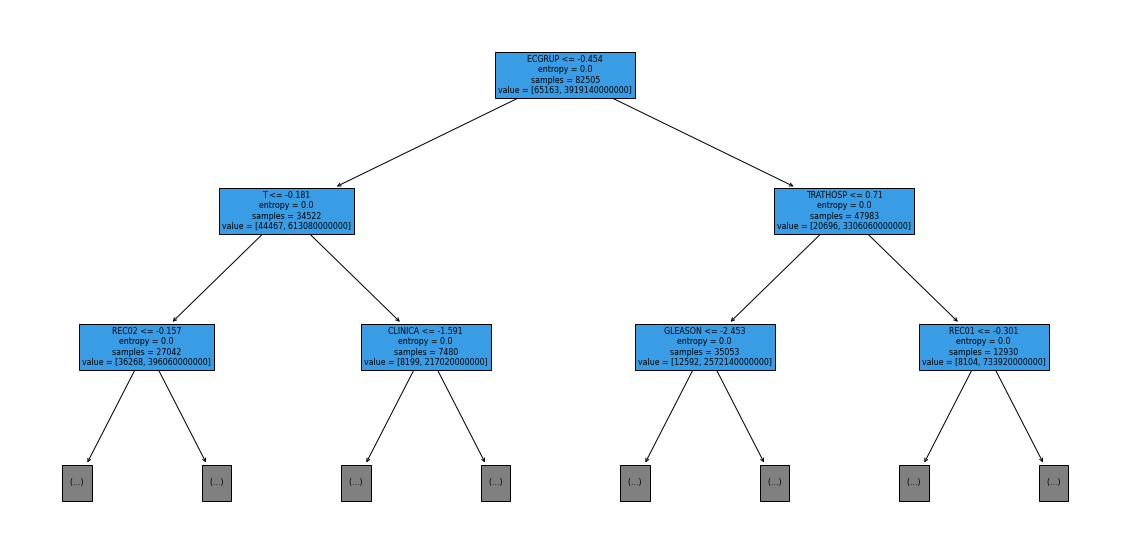 ECGRUP <= -0.454
entropy = 0.0
samples = 82505
value = [65163, 3919140000000]
T <= -0.181
entropy = 0.0
samples = 34522
value = [44467, 613080000000]
TRATHOSP <= 0.71
entropy = 0.0
samples = 47983
value = [20696, 3306060000000]
REC02 <= -0.157
entropy = 0.0
samples = 27042
value = [36268, 396060000000]
CLINICA <= -1.591
entropy = 0.0
samples = 7480
value = [8199, 217020000000]
GLEASON <= -2.453
entropy = 0.0
samples = 35053
value = [12592, 2572140000000]
REC01 <= -0.301
entropy = 0.0
samples = 12930
value = [8104, 733920000000]
(...)
(...)
(...)
(...)
(...)
(...)
(...)
(...)